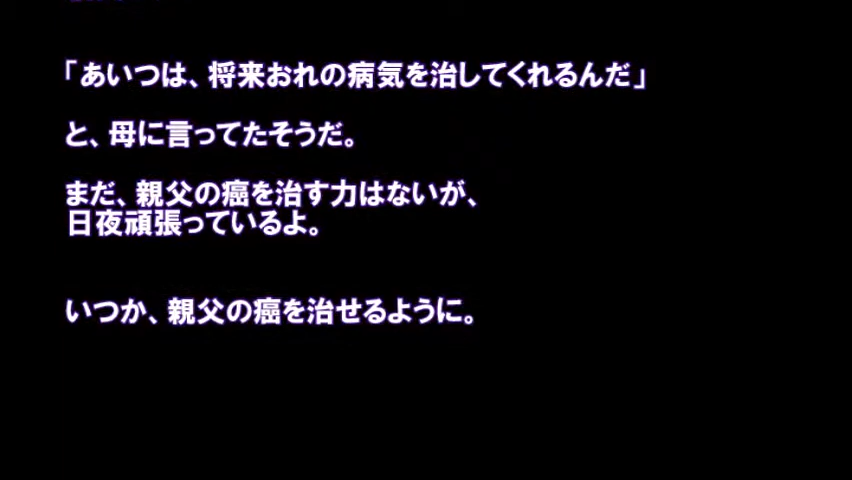 「あいつは、将来おれの病気を治してくれるんだ」
と、母に言ってたそうだ。
まだ、親父の癌を治す力はないが、
日夜頑張っているよ。
いつか、親父の癌を治せるように。